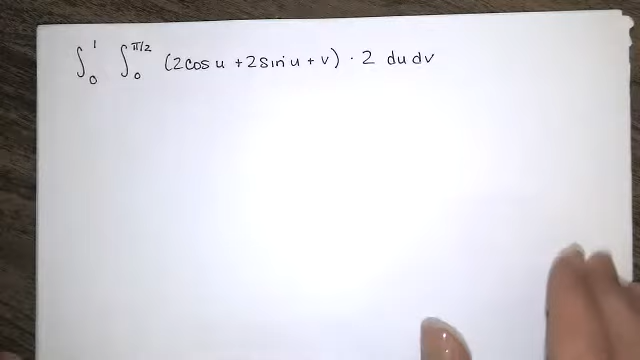 ∫₀¹ ∫₀^π/2 (2cos u + 2sin u + v) · 2 du dv